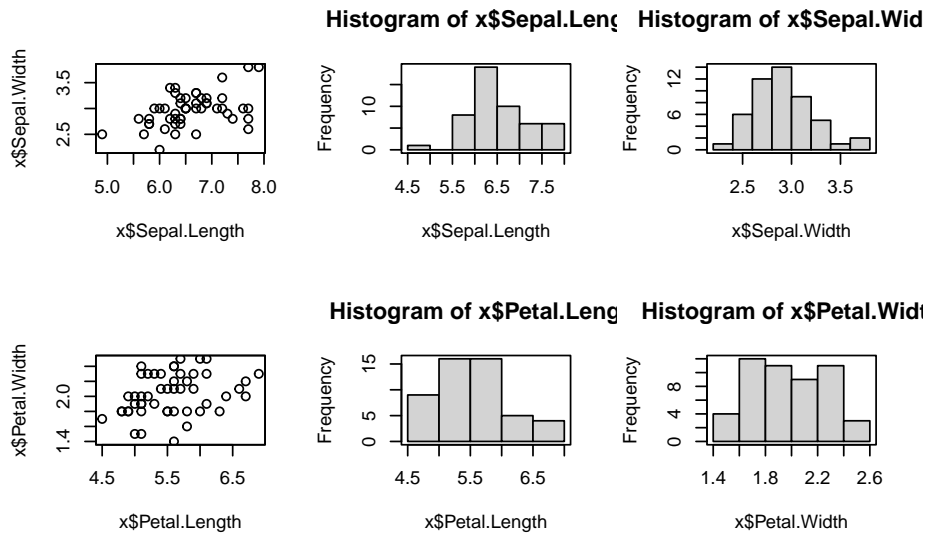 Histogram of x$Sepal.Leng
Histogram of x$Sepal.Wid
x$Sepal.Width
2.5 3.5
5.0 6.0 7.0 8.0
x$Sepal.Length
Frequency
0 10
4.5 5.5 6.5 7.5
x$Sepal.Length
Frequency
0 6 12
2.5 3.0 3.5
x$Sepal.Width
Histogram of x$Petal.Leng
Histogram of x$Petal.Widt
x$Petal.Width
1.4 2.0
4.5 5.5 6.5
x$Petal.Length
Frequency
0 5 15
4.5 5.5 6.5
x$Petal.Length
Frequency
0 4 8
1.4 1.8 2.2 2.6
x$Petal.Width